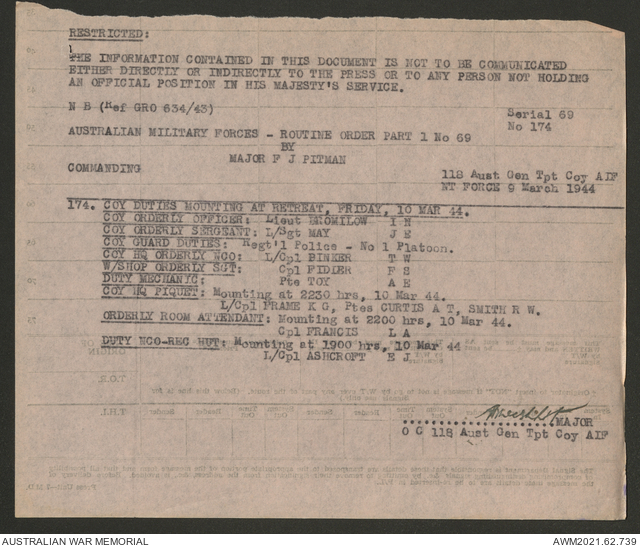 RESTRICTED:
THE INFORMATION CONTAINED IN THIS DOCUMENT IS NOT TO BE COMMUNICATED
EITHER DIRECTLY OR INDIRECTLY TO THE PRESS OR TO ANY PERSON NOT HOLDING
AN OFFICIAL POSITION IN HIS MAJESTY'S SERVICE.
N B (Ref GRO 634/43)
Serial 69
No 174
AUSTRALIAN MILITARY FORCES - ROUTINE ORDER PART 1 No 69
BY
MAJOR F J PITMAN
COMMANDING
118 Aust Gen Tpt Coy AIF
NT FORCE 9 March 1944
174. COY DUTIES MOUNTING AT RETREAT, FRIDAY, 10 MAR 44.
COY ORDERLY OFFICER: Lieut I N
COY ORDERLY SERGEANT: L/Sgt MAY J E
COY GUARD DUTIES: Regt'l Police - No 1 Platoon.
COY HQ ORDERLY NCO: L/Cpl BINKER T W
W/SHOP ORDERLY SGT: Cpl FIDIER F S
DUTY MECHANIC: Pte TOY A E
COY HQ PIQUET: Mounting at 2230 hrs, 10 Mar 44.
L/Cpl FRAME K G, Ptes CURTIS A T, SMITH R W.
ORDERLY ROOM ATTENDANT: Mounting at 2200 hrs, 10 Mar 44.
Cpl FRANCIS L A
DUTY NCO-REC HUT: Mounting at 1900 hrs, 10 Mar 44
L/Cpl ASHCROFT E J
MAJOR
O C 118 Aust Gen Tpt Coy AIF
AUSTRALIAN WAR MEMORIAL
AWM2021.62.739